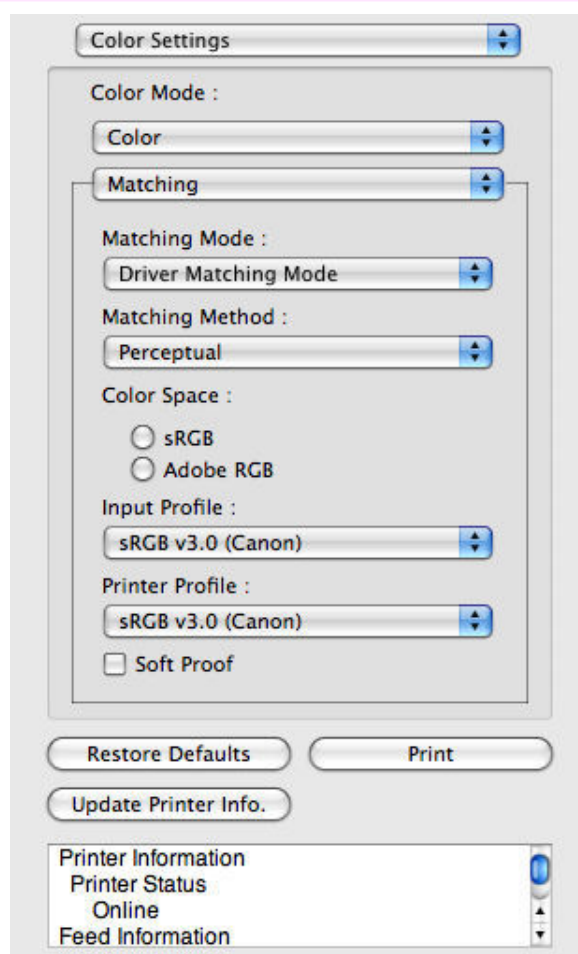 Color Settings
Color Mode :
Color
Matching
Matching Mode :
Driver Matching Mode
Matching Method :
Perceptual
Color Space :
sRGB
Adobe RGB
Input Profile :
sRGB v3.0 (Canon)
Printer Profile :
sRGB v3.0 (Canon)
Soft Proof
Restore Defaults Print
Update Printer Info.
Printer Information
Printer Status
Online
Feed Information